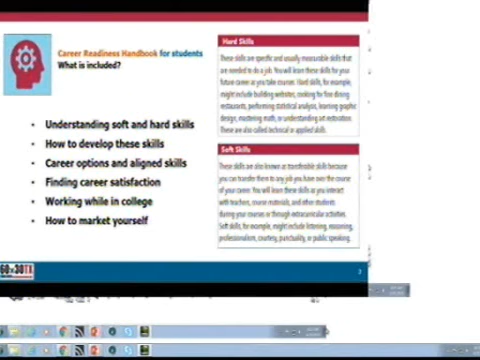 Career Readiness Handbook for students
What is included?
• Understanding soft and hard skills
• How to develop these skills
• Career options and aligned skills
• Finding career satisfaction
• Working while in college
• How to market yourself
Hard Skills
These skills are specific and usually measurable skills that
are needed to do a job. You will learn these skills for your
future career as you take courses. Hard skills, for example,
might include building websites, cooking for fine dining
restaurants, performing statistical analysis, learning graphic
design, mastering math, or understanding art restoration.
These are also called technical or applied skills.
Soft Skills
These skills are also known as transferable skills because
you can transfer them to any job you have over the course
of your career. You will learn these skills as you interact
with teachers, course materials, and other students
during your courses or through extracurricular activities.
Soft skills, for example, might include listening, reasoning,
professionalism, courtesy, punctuality, or public speaking.
60x30TX